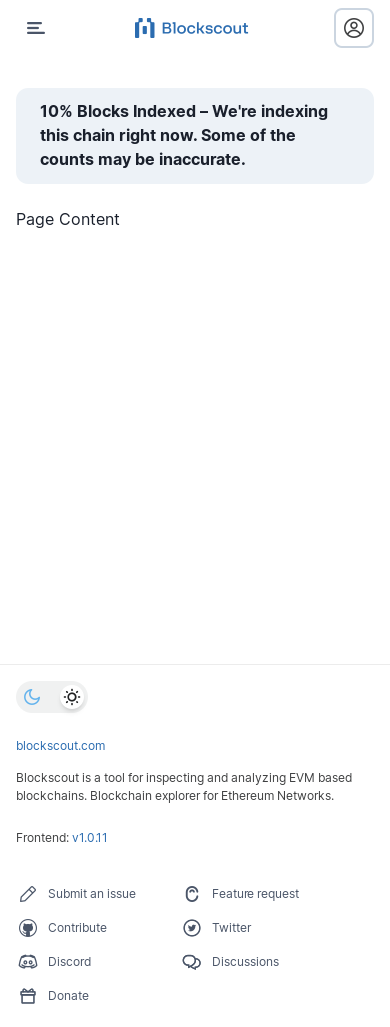 Blockscout
10% Blocks Indexed – We're indexing
this chain right now. Some of the
counts may be inaccurate.
Page Content
blockscout.com
Blockscout is a tool for inspecting and analyzing EVM based
blockchains. Blockchain explorer for Ethereum Networks.
Frontend: v1.0.11
Submit an issue
Feature request
Contribute
Twitter
Discord
Discussions
Donate